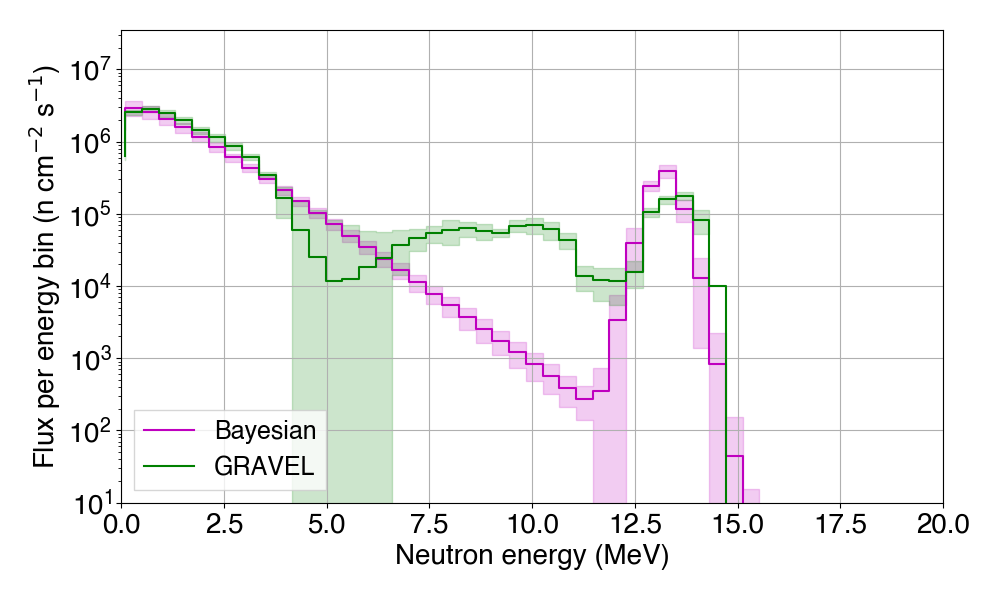 Flux per energy bin (n cm⁻² s⁻¹)
10⁷
10⁶
10⁵
10⁴
10³
10²
10¹
Bayesian
GRAVEL
0.0 2.5 5.0 7.5 10.0 12.5 15.0 17.5 20.0
Neutron energy (MeV)